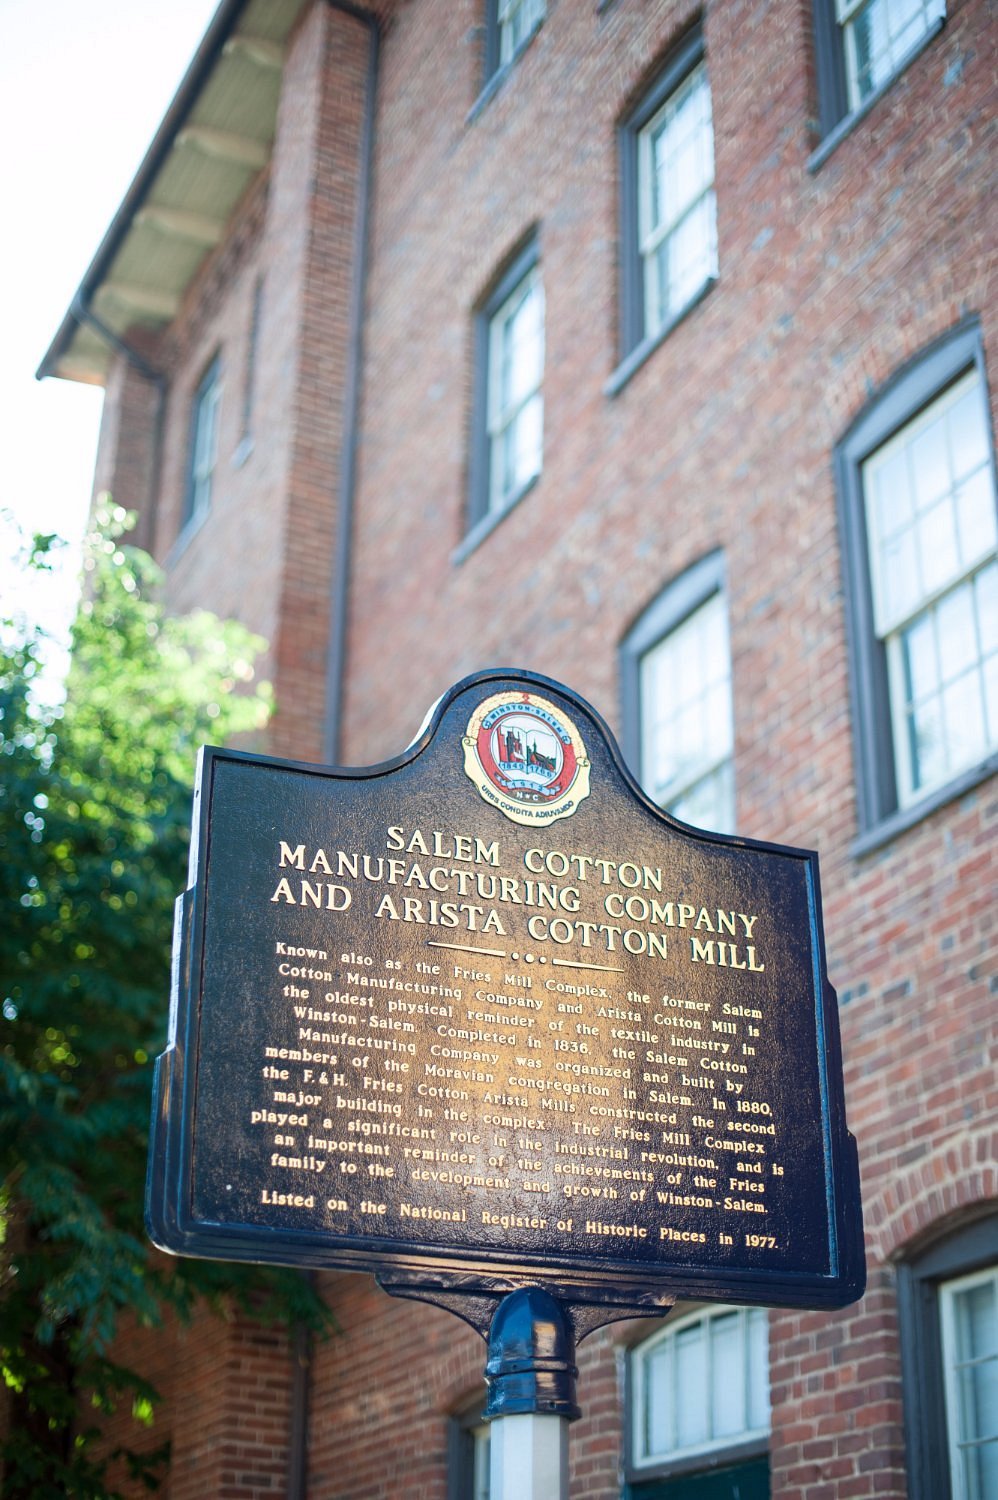 WINSTON-SALEM
1849 1766
1913
N C
URBS CONDITA ADIUVANDO
SALEM COTTON
MANUFACTURING COMPANY
AND ARISTA COTTON MILL
Known also as the Fries Mill Complex, the former Salem
Cotton Manufacturing Company and Arista Cotton Mill is
the oldest physical reminder of the textile industry in
Winston-Salem. Completed in 1836, the Salem Cotton
Manufacturing Company was organized and built by
members of the Moravian congregation in Salem. In 1880,
the F. & H. Fries Cotton Arista Mills constructed the second
major building in the complex. The Fries Mill Complex
played a significant role in the industrial revolution, and is
an important reminder of the achievements of the Fries
family to the development and growth of Winston-Salem.
Listed on the National Register of Historic Places in 1977.